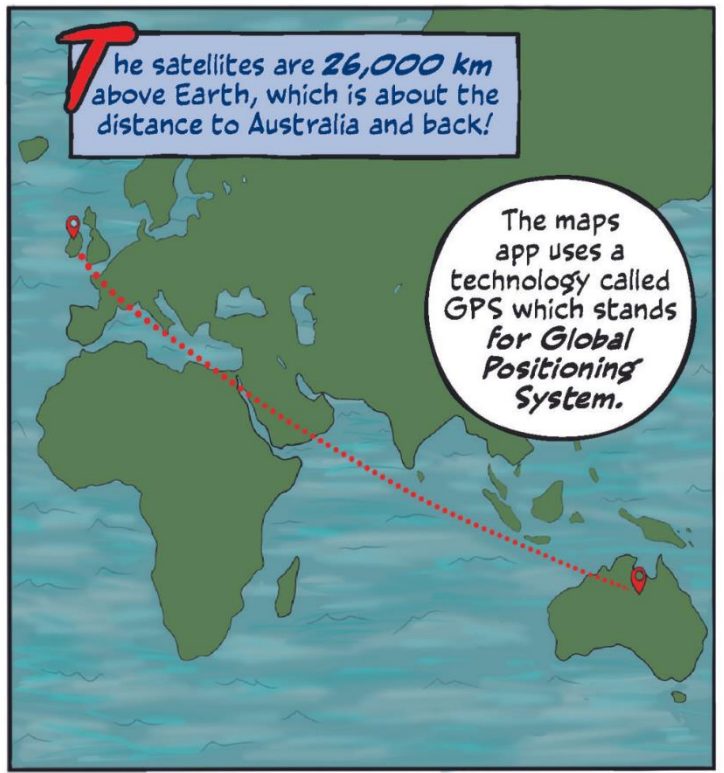 The satellites are 26,000 km
above Earth, which is about the
distance to Australia and back!
The maps
app uses a
technology called
GPS which stands
for Global
Positioning
System.